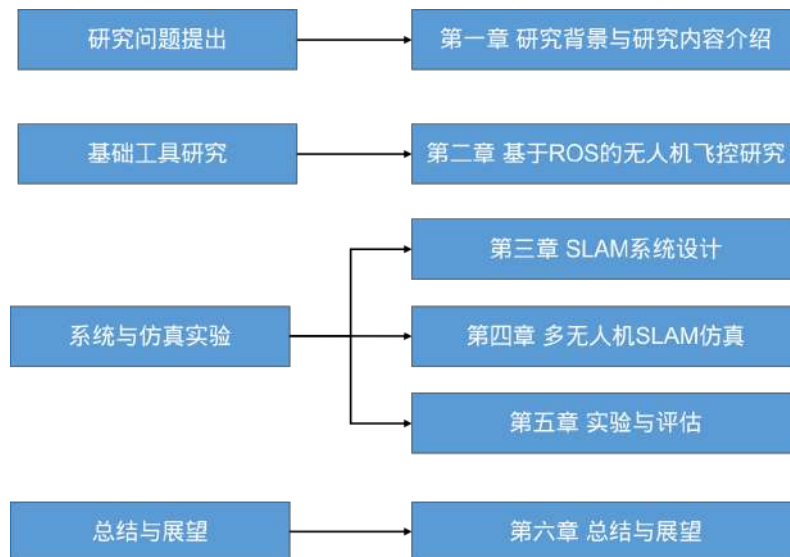 研究问题提出
第一章 研究背景与研究内容介绍
基础工具研究
第二章 基于ROS的无人机飞控研究
系统与仿真实验
第三章 SLAM系统设计
第四章 多无人机SLAM仿真
第五章 实验与评估
总结与展望
第六章 总结与展望